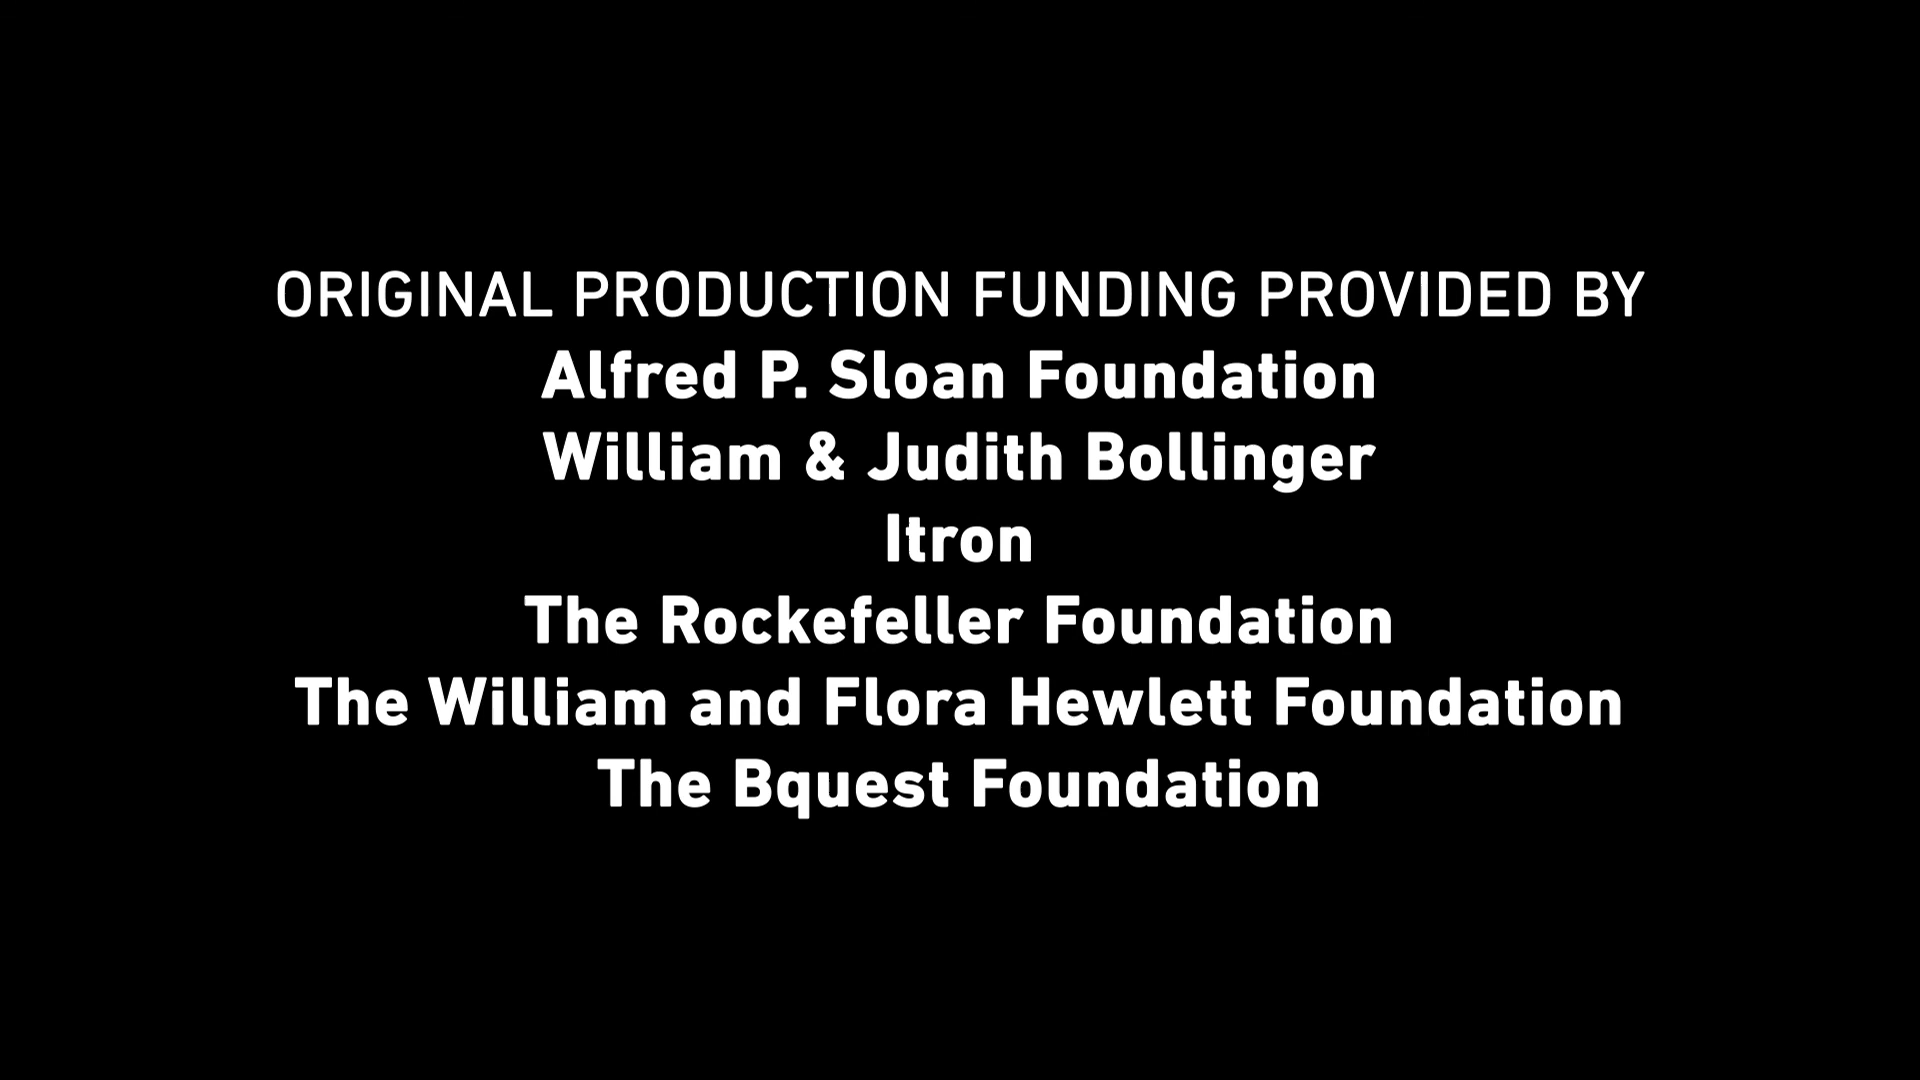 ORIGINAL PRODUCTION FUNDING PROVIDED BY
Alfred P. Sloan Foundation
William & Judith Bollinger
Itron
The Rockefeller Foundation
The William and Flora Hewlett Foundation
The Bquest Foundation